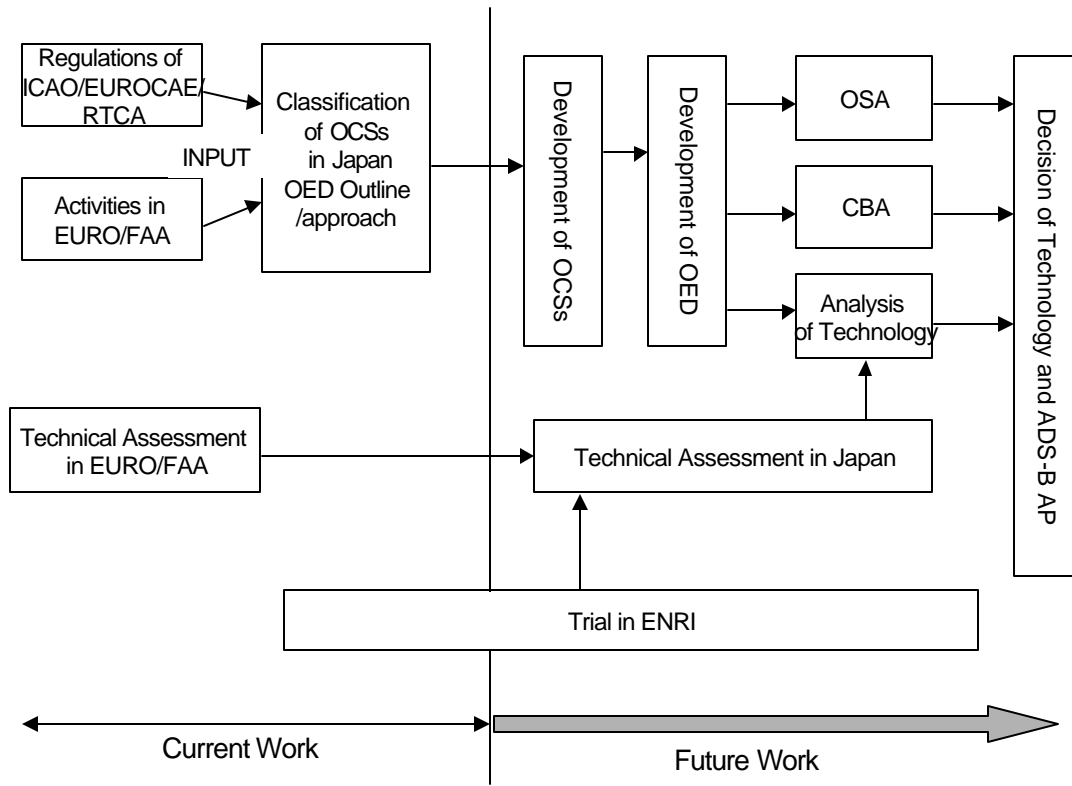 Regulations of
ICAO/EUROCAE/
RTCA
INPUT
Activities in
EURO/FAA
Classification
of OCSs
in Japan
OED Outline
/approach
Development of OCSs
Development of OED
OSA
CBA
Analysis
of Technology
Decision of Technology and ADS-B AP
Technical Assessment
in EURO/FAA
Technical Assessment in Japan
Trial in ENRI
Current Work
Future Work